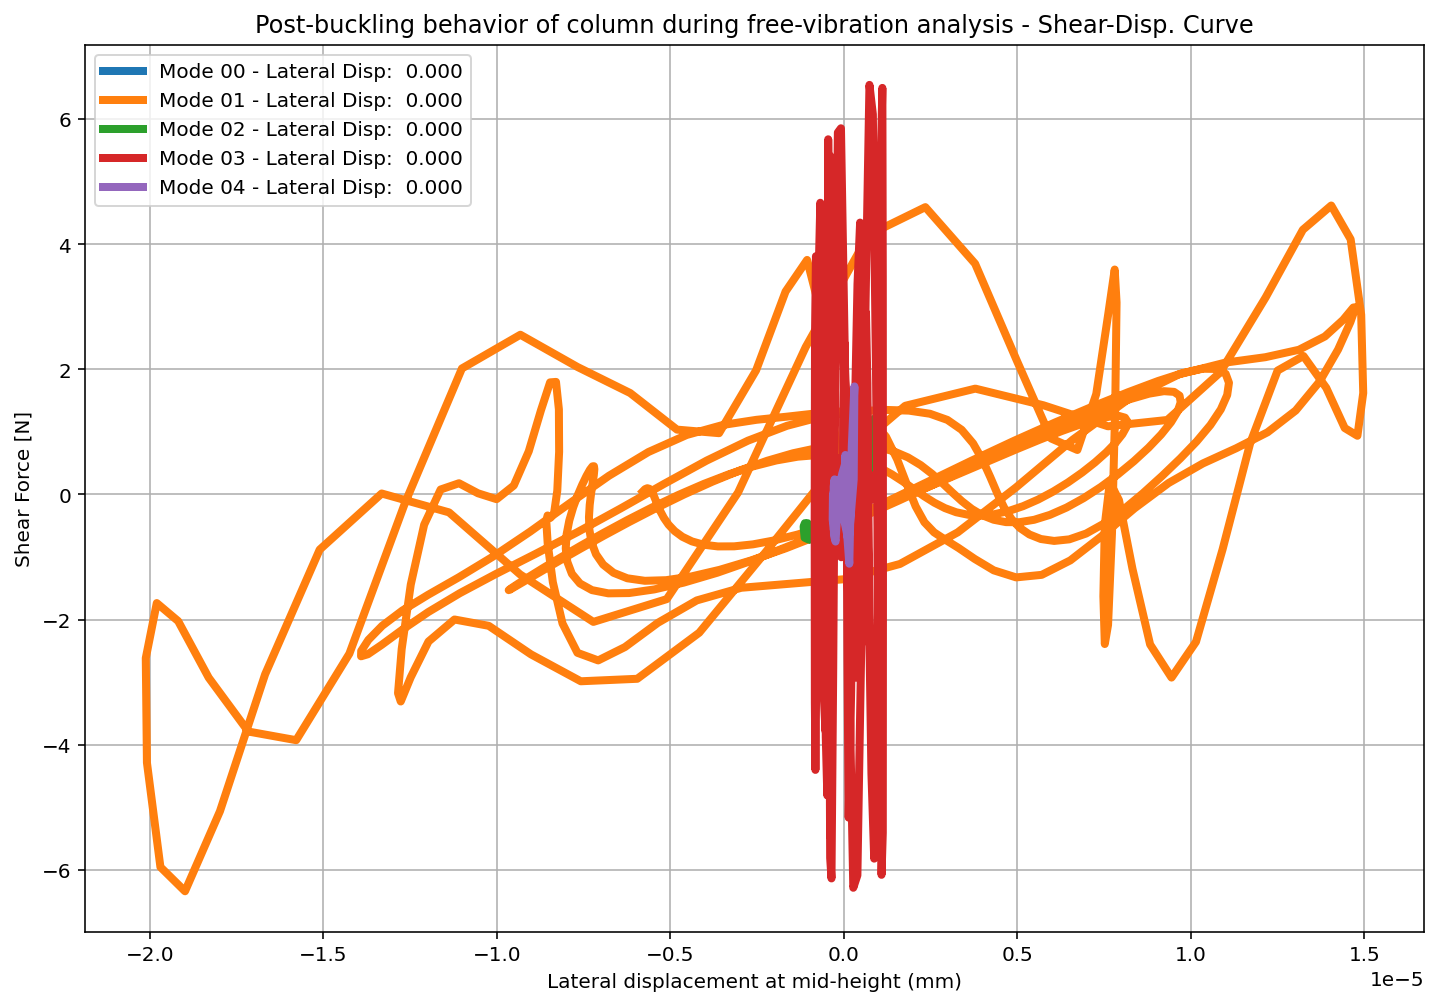 Post-buckling behavior of column during free-vibration analysis - Shear-Disp. Curve
Mode 00 - Lateral Disp:  0.000
Mode 01 - Lateral Disp:  0.000
Mode 02 - Lateral Disp:  0.000
Mode 03 - Lateral Disp:  0.000
Mode 04 - Lateral Disp:  0.000
Shear Force [N]
6
4
2
0
−2
−4
−6
−2.0 −1.5 −1.0 −0.5 0.0 0.5 1.0 1.5
1e−5
Lateral displacement at mid-height (mm)